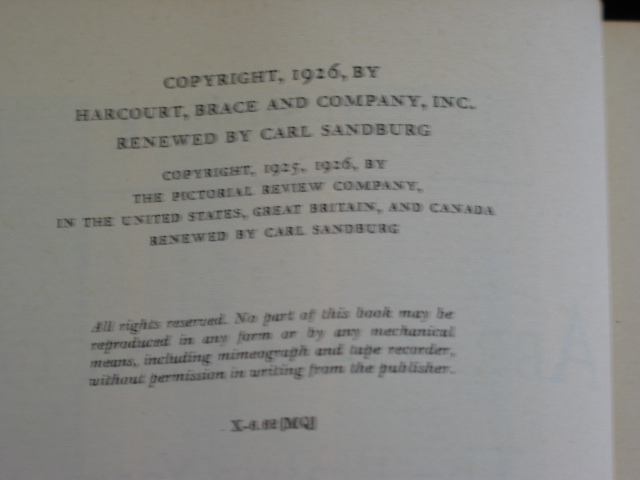 COPYRIGHT, 1926, BY
HARCOURT, BRACE AND COMPANY, INC.
RENEWED BY CARL SANDBURG
COPYRIGHT, 1925, 1926, BY
THE PICTORIAL REVIEW COMPANY,
IN THE UNITED STATES, GREAT BRITAIN, AND CANADA
RENEWED BY CARL SANDBURG
All rights reserved. No part of this book may be
reproduced in any form or by any mechanical
means, including mimeograph and tape recorder,
without permission in writing from the publisher.